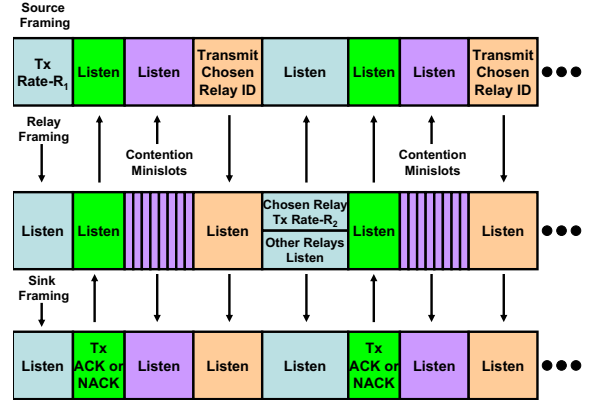 Source
Framing
Tx
Rate-R1
Listen
Listen
Transmit
Chosen
Relay ID
Listen
Listen
Listen
Transmit
Chosen
Relay ID
Relay
Framing
Contention
Minislots
Contention
Minislots
Listen
Listen
Listen
Chosen Relay
Tx Rate-R2
Other Relays
Listen
Listen
Listen
Sink
Framing
Listen
Tx
ACK or
NACK
Listen
Listen
Listen
Tx
ACK or
NACK
Listen
Listen